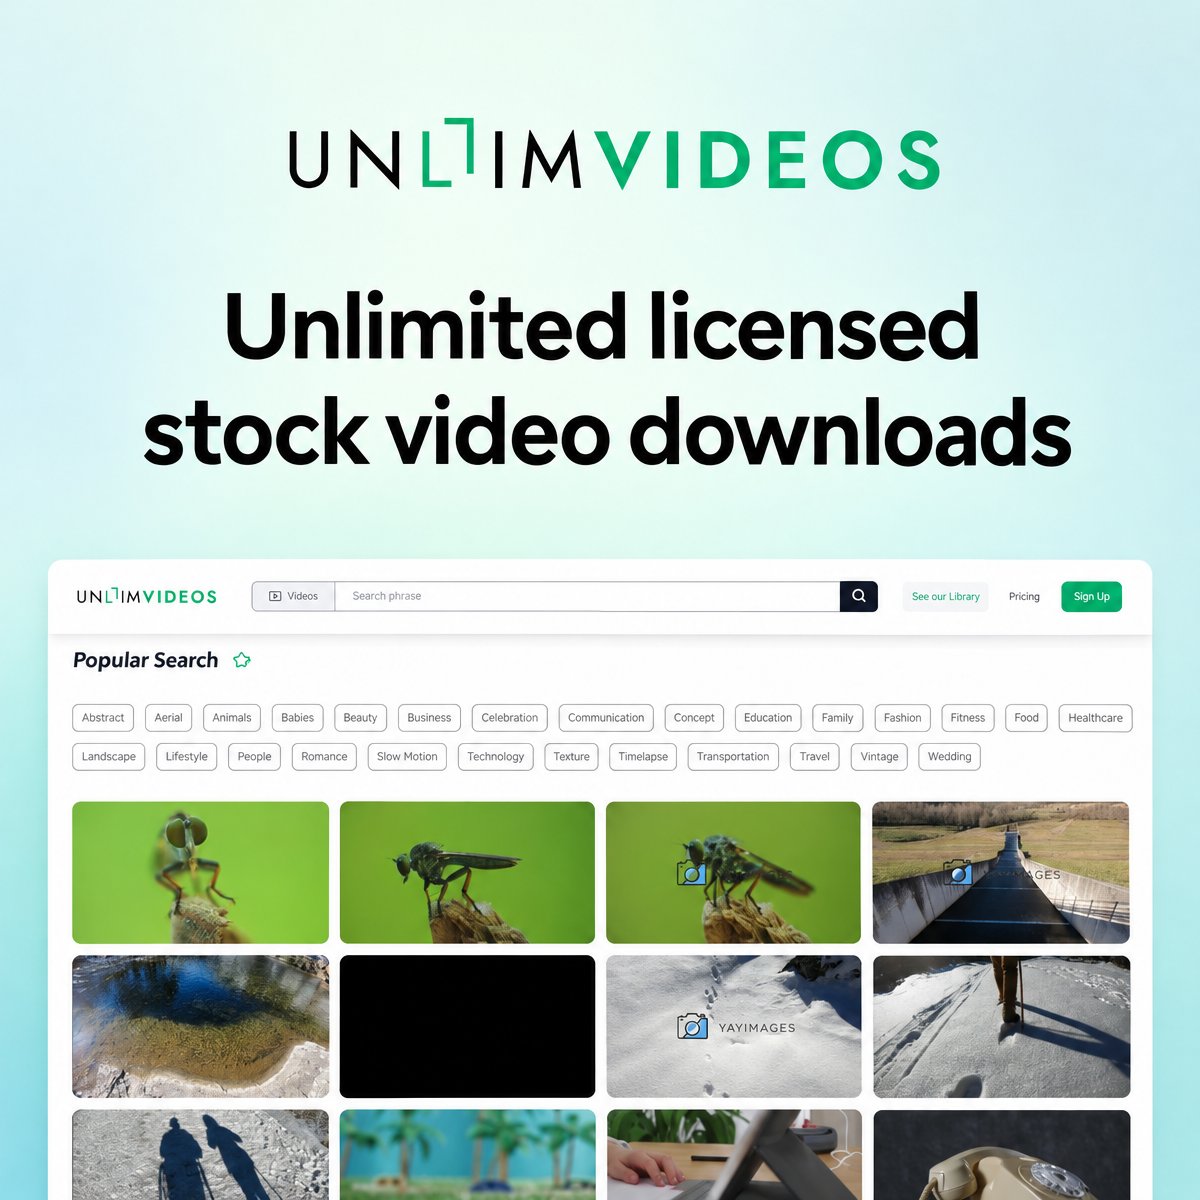 UNLIMVIDEOS
Unlimited licensed
stock video downloads
UNLIMVIDEOS
Videos
Search phrase
See our Library
Pricing
Sign Up
Popular Search
Abstract
Aerial
Animals
Babies
Beauty
Business
Celebration
Communication
Concept
Education
Family
Fashion
Fitness
Food
Healthcare
Landscape
Lifestyle
People
Romance
Slow Motion
Technology
Texture
Timelapse
Transportation
Travel
Vintage
Wedding
YAYIMAGES